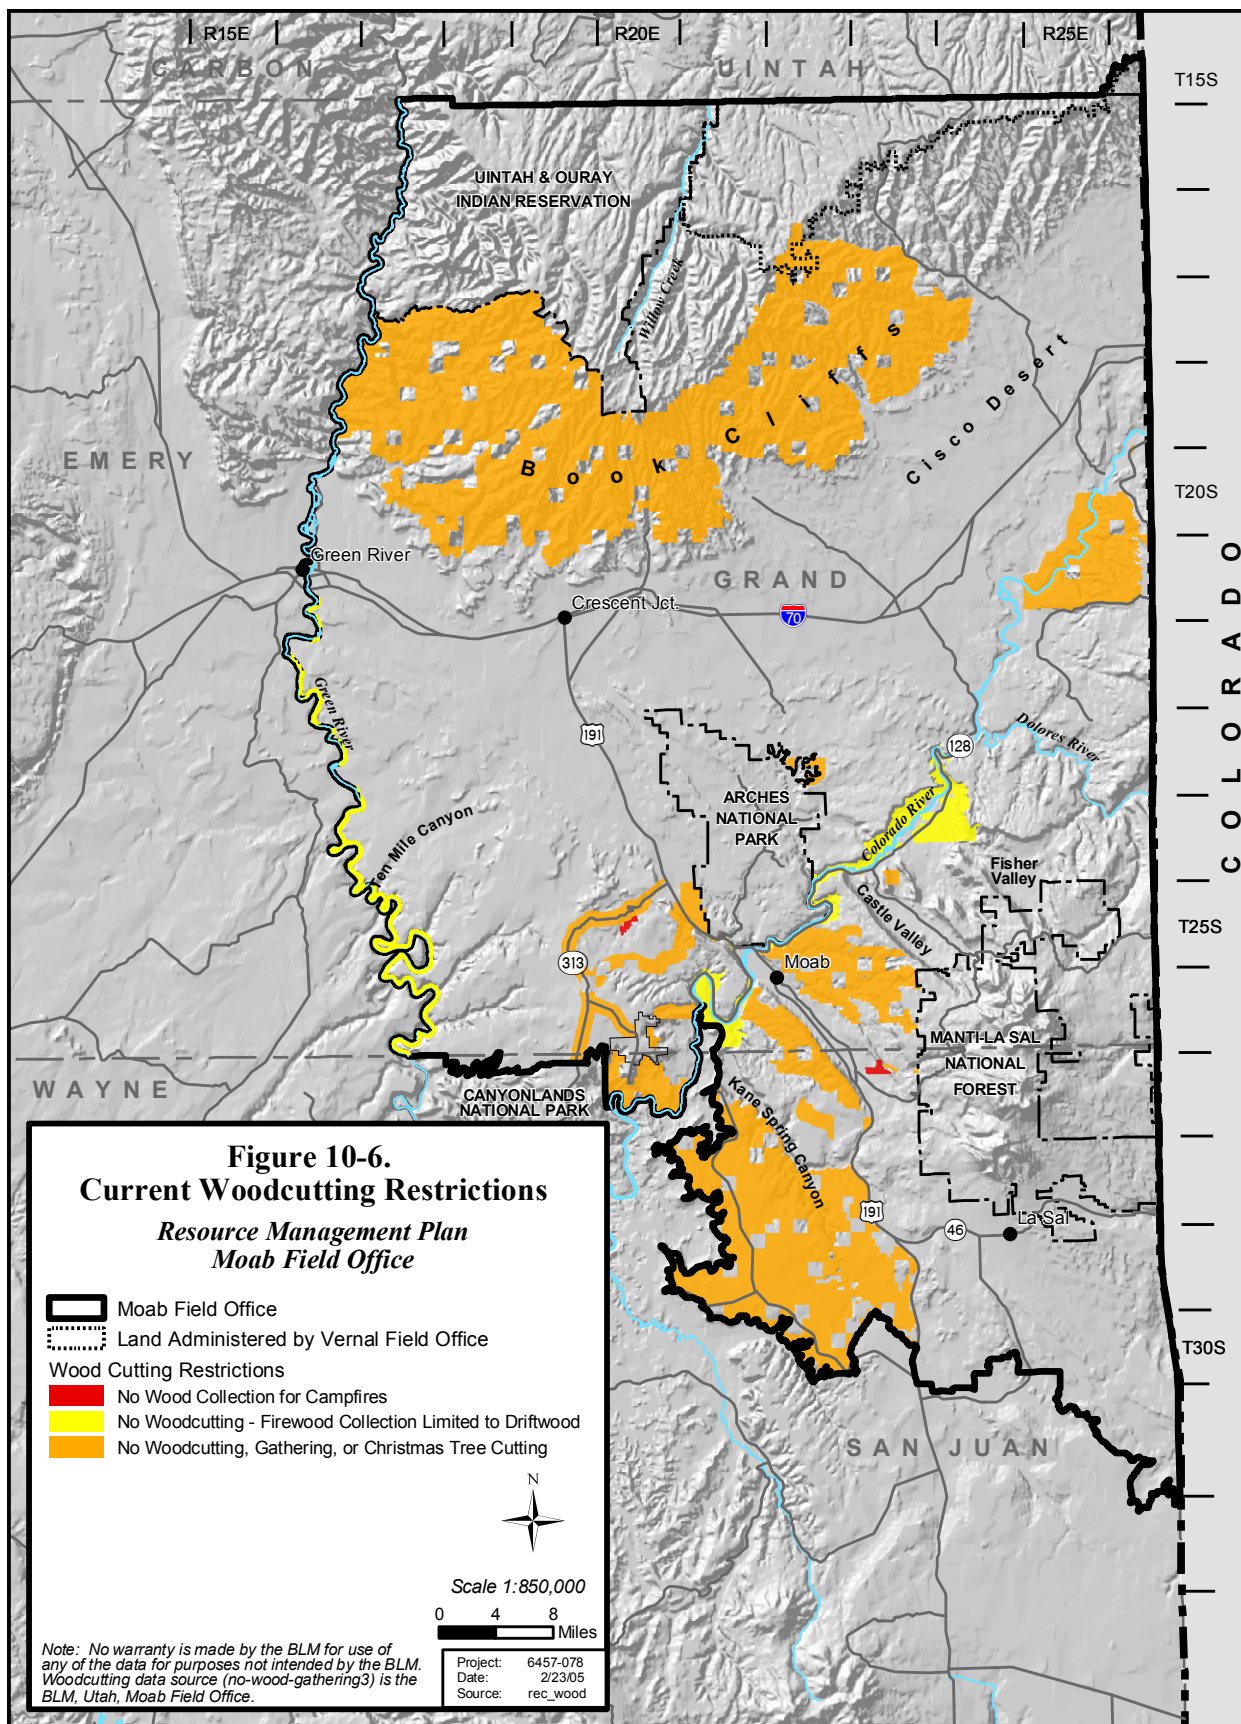 R15E
R20E
R25E
CARBON
UINTAH
T15S
UINTAH & OURAY
INDIAN RESERVATION
Willow Creek
Book Cliffs
Cisco Desert
EMERY
T20S
Green River
GRAND
Crescent Jct.
70
COLORADO
Green River
191
Dolores River
128
ARCHES
NATIONAL
PARK
Colorado River
Ten Mile Canyon
Fisher
Valley
Castle Valley
T25S
313
Moab
MANTI-LA SAL
NATIONAL
FOREST
WAYNE
CANYONLANDS
NATIONAL PARK
Kane Spring Canyon
191
46
La Sal
T30S
SAN JUAN
Figure 10-6.
Current Woodcutting Restrictions
Resource Management Plan
Moab Field Office
Moab Field Office
Land Administered by Vernal Field Office
Wood Cutting Restrictions
No Wood Collection for Campfires
No Woodcutting - Firewood Collection Limited to Driftwood
No Woodcutting, Gathering, or Christmas Tree Cutting
N
Scale 1:850,000
0 4 8
Miles
Note: No warranty is made by the BLM for use of
any of the data for purposes not intended by the BLM.
Woodcutting data source (no-wood-gathering3) is the
BLM, Utah, Moab Field Office.
Project: 6457-078
Date: 2/23/05
Source: rec_wood